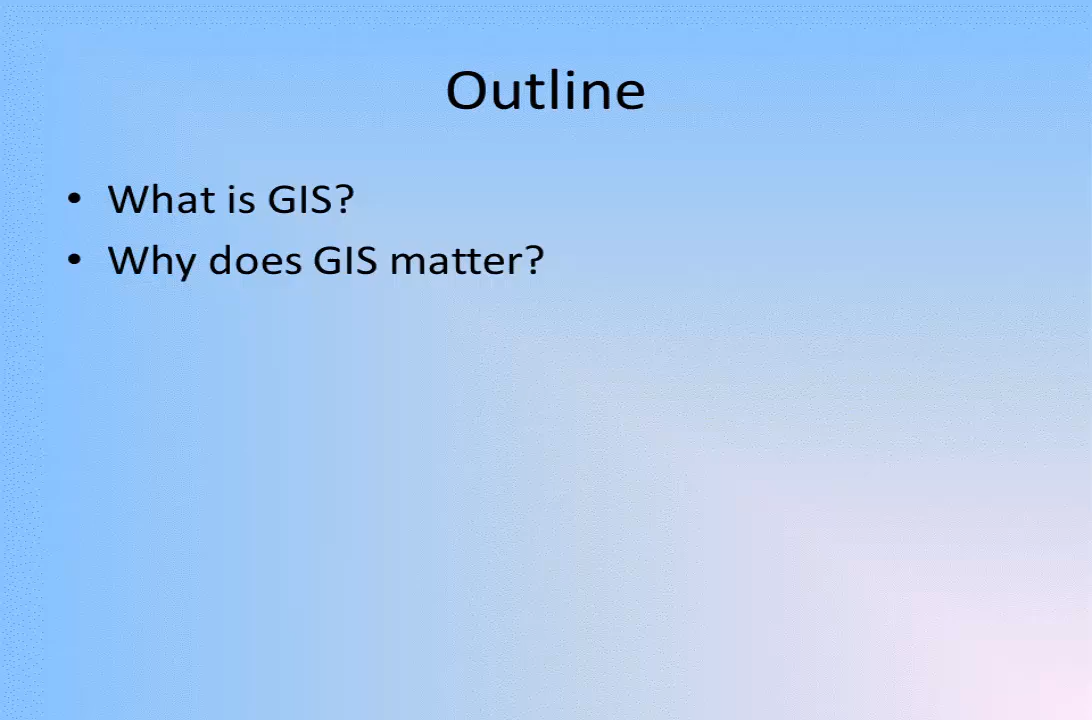 Outline
• What is GIS?
• Why does GIS matter?